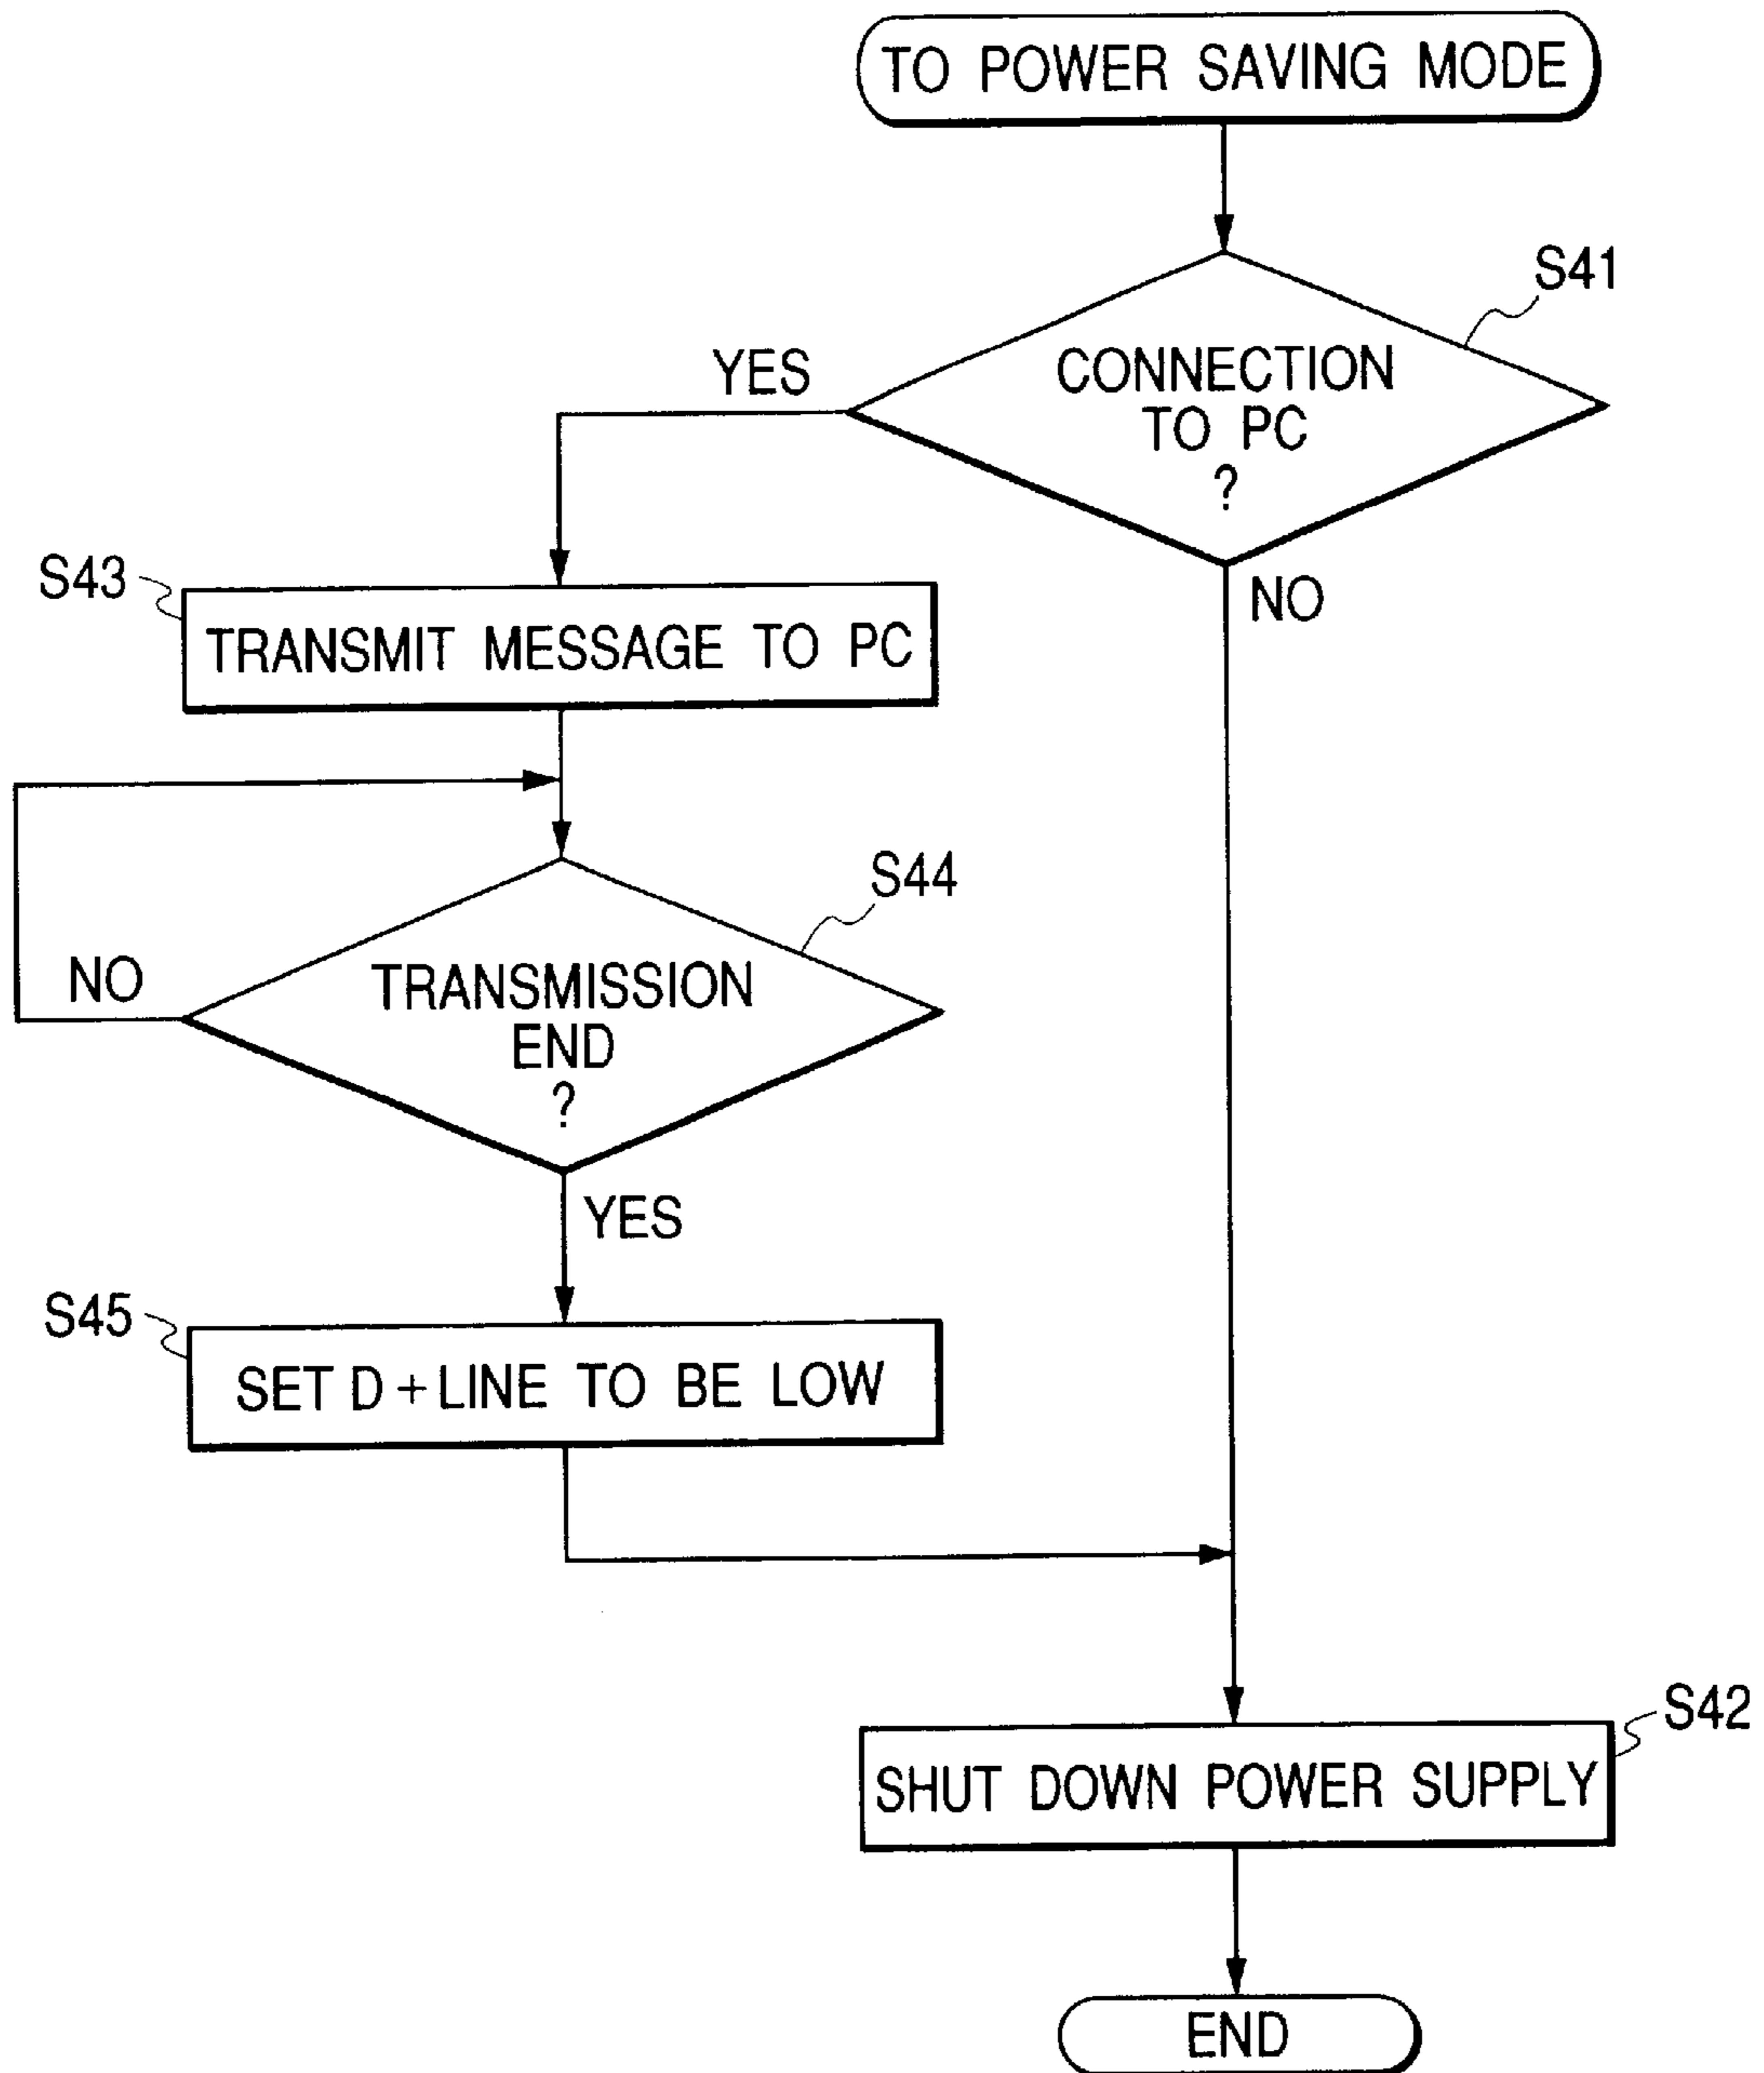 TO POWER SAVING MODE
S41
CONNECTION
TO PC
?
YES
NO
S43
TRANSMIT MESSAGE TO PC
S44
TRANSMISSION
END
?
NO
YES
S45
SET D+LINE TO BE LOW
S42
SHUT DOWN POWER SUPPLY
END